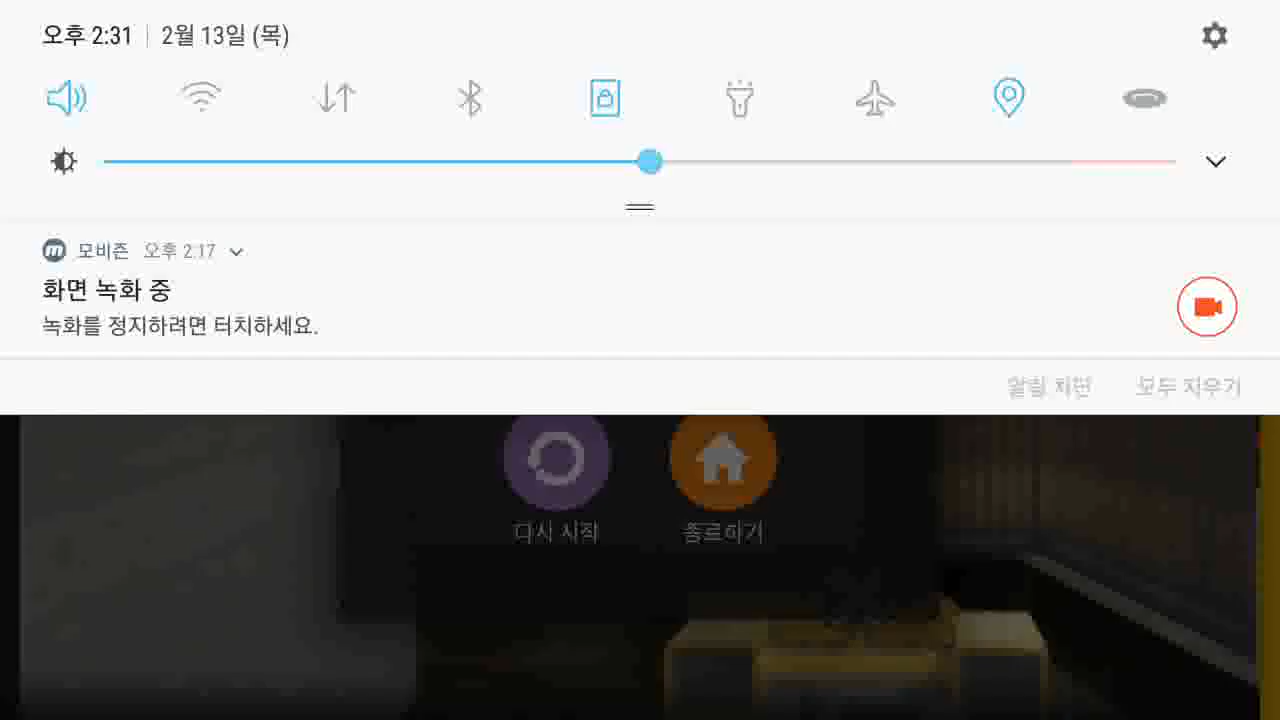 오후 2:31 2월 13일 (목)
모비즌 오후 2:17
화면 녹화 중
녹화를 정지하려면 터치하세요.
알림 차단 모두 지우기
다시 시작 종료하기